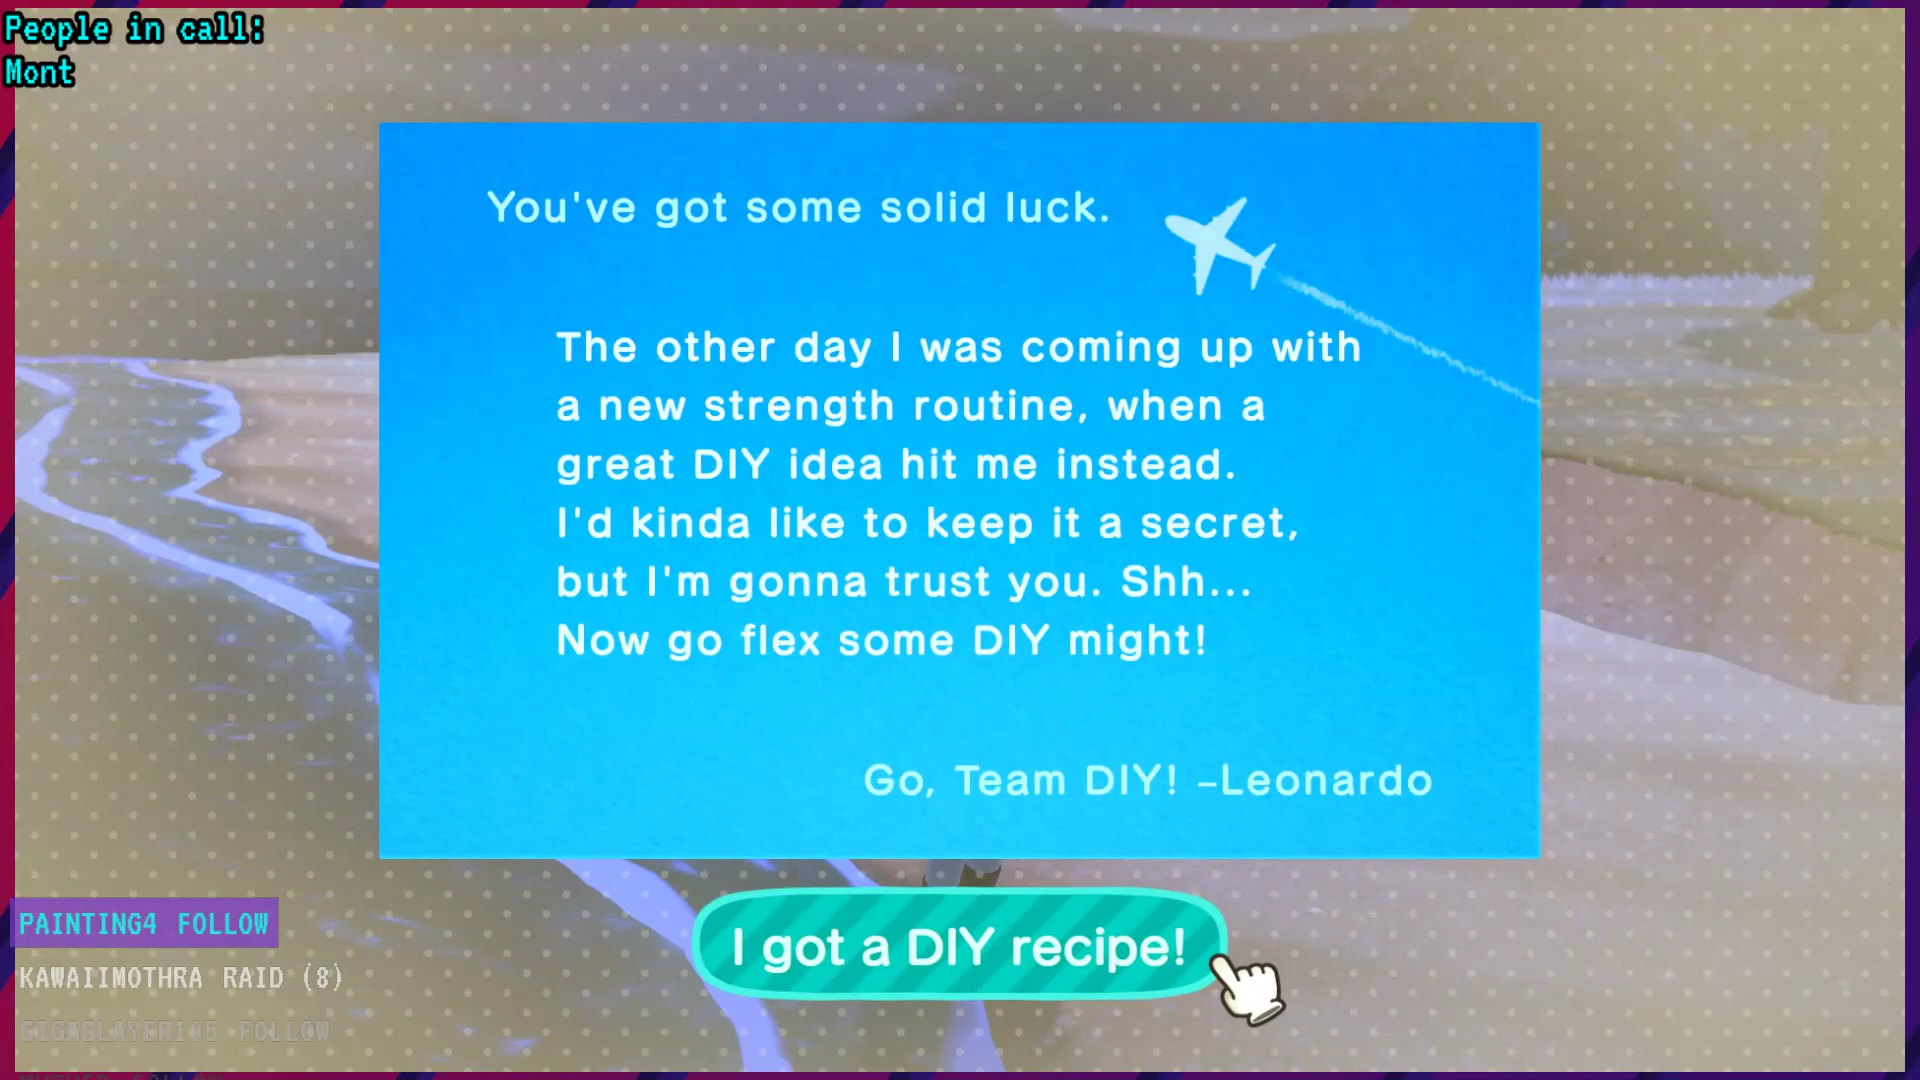 People in call:
Mont
You've got some solid luck.
The other day I was coming up with
a new strength routine, when a
great DIY idea hit me instead.
I'd kinda like to keep it a secret,
but I'm gonna trust you. Shh...
Now go flex some DIY might!
Go, Team DIY! –Leonardo
I got a DIY recipe!
PAINTING4 FOLLOW
KAWAIIMOTHRA RAID (8)
GIGASLAYER105 FOLLOW